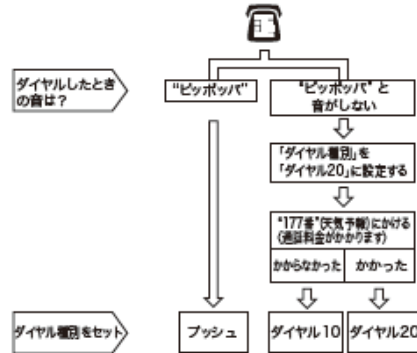 ダイヤルしたとき
の音は？
"ピッポッパ"
"ピッポッパ"と
音がしない
「ダイヤル種別」を
「ダイヤル20」に設定する
"177番"(天気予報)にかける
(通話料金がかかります)
かからなかった
かかった
ダイヤル種別をセット
プッシュ
ダイヤル10
ダイヤル20